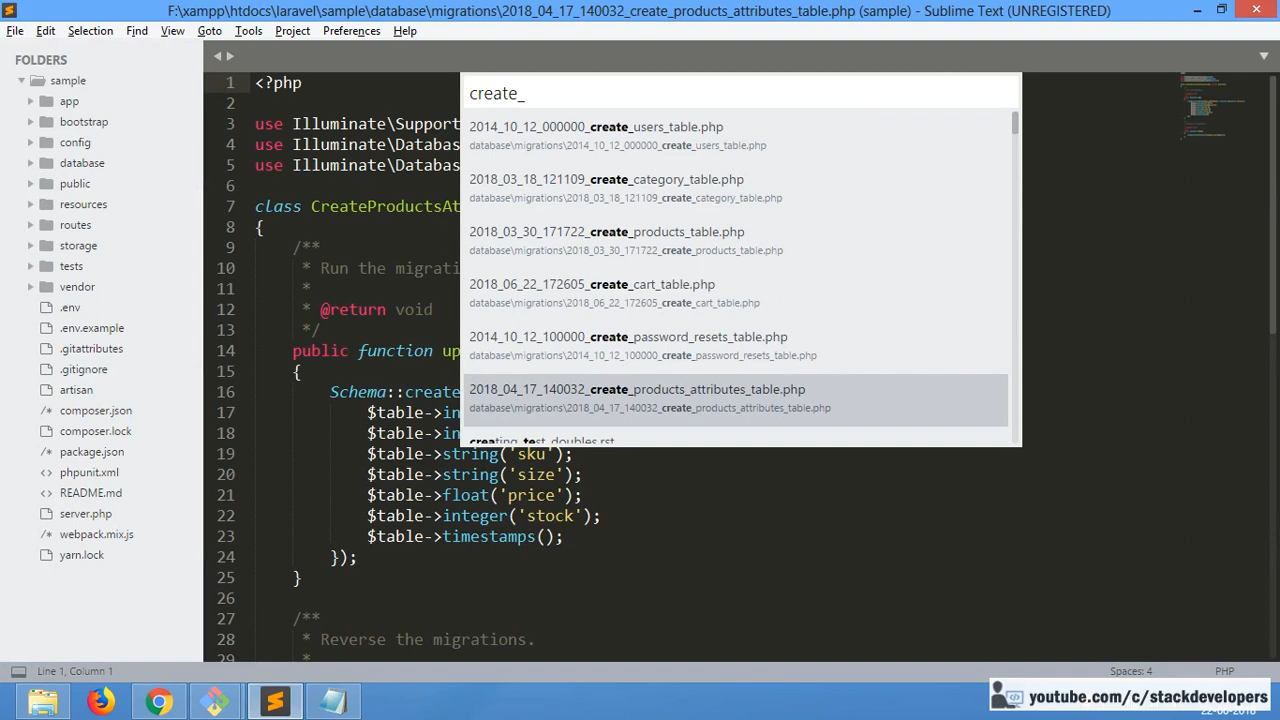 F:\xampp\htdocs\laravel\sample\database\migrations\2018_04_17_140032_create_products_attributes_table.php (sample) - Sublime Text (UNREGISTERED)
File Edit Selection Find View Goto Tools Project Preferences Help
FOLDERS
sample
app
bootstrap
config
database
public
resources
routes
storage
tests
vendor
.env
.env.example
.gitattributes
.gitignore
artisan
composer.json
composer.lock
package.json
phpunit.xml
README.md
server.php
webpack.mix.js
yarn.lock
1 <?php
2
3 use Illuminate\Support
4 use Illuminate\Databas
5 use Illuminate\Databas
6
7 class CreateProductsAt
8 {
9 /**
10 * Run the migrati
11 *
12 * @return void
13 */
14 public function up
15 {
16 Schema::create
17 $table->in
18 $table->in
19 $table->string('sku');
20 $table->string('size');
21 $table->float('price');
22 $table->integer('stock');
23 $table->timestamps();
24 });
25 }
26
27 /**
28 * Reverse the migrations.
29 *
create_
2014_10_12_000000_create_users_table.php
database\migrations\2014_10_12_000000_create_users_table.php
2018_03_18_121109_create_category_table.php
database\migrations\2018_03_18_121109_create_category_table.php
2018_03_30_171722_create_products_table.php
database\migrations\2018_03_30_171722_create_products_table.php
2018_06_22_172605_create_cart_table.php
database\migrations\2018_06_22_172605_create_cart_table.php
2014_10_12_100000_create_password_resets_table.php
database\migrations\2014_10_12_100000_create_password_resets_table.php
2018_04_17_140032_create_products_attributes_table.php
database\migrations\2018_04_17_140032_create_products_attributes_table.php
creating_test_doubles.rst
Line 1, Column 1
Spaces: 4
PHP
youtube.com/c/stackdevelopers